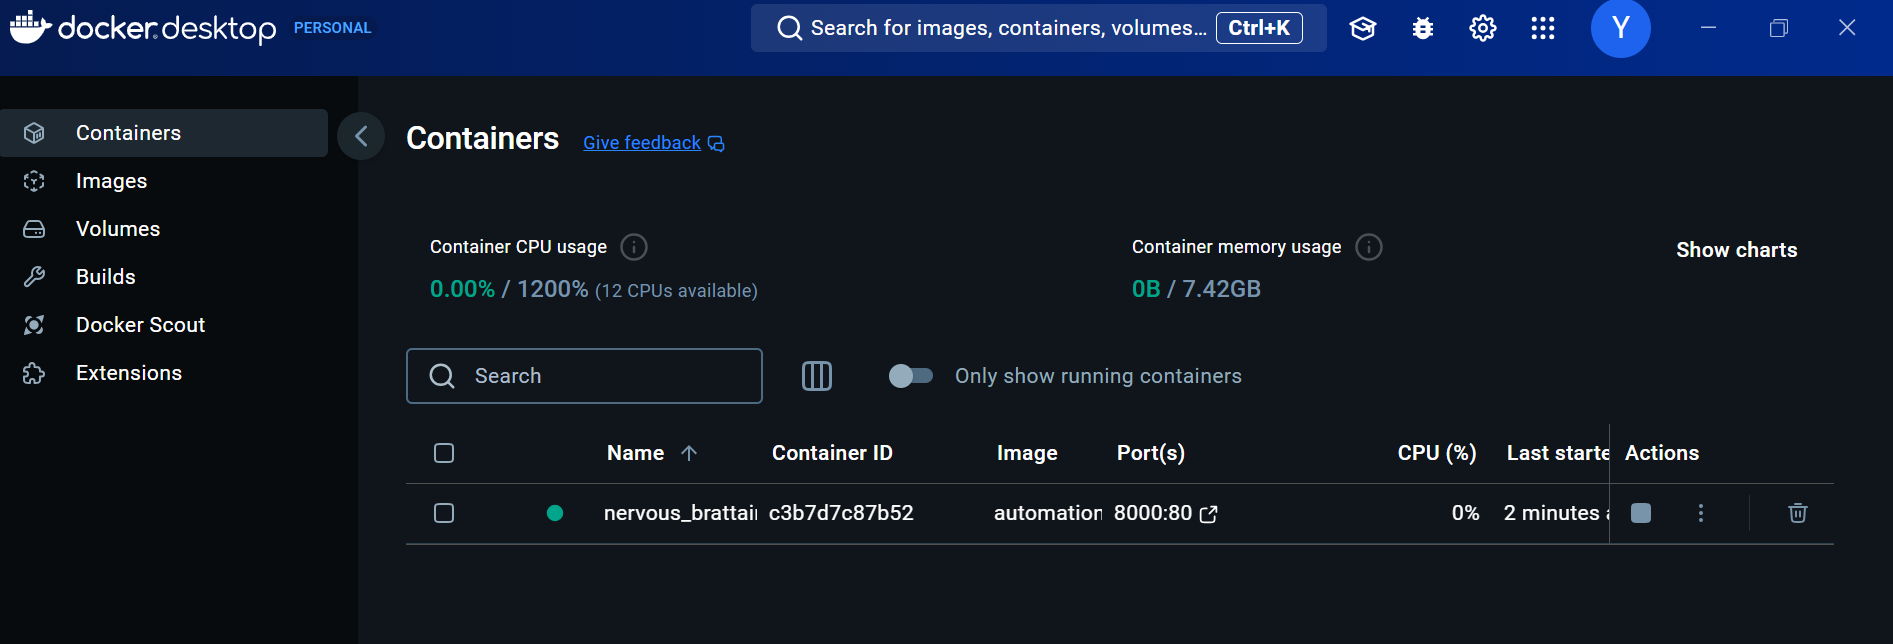 docker.desktop PERSONAL
Search for images, containers, volumes... Ctrl+K
Y
Containers
Images
Volumes
Builds
Docker Scout
Extensions
Containers Give feedback
Container CPU usage
0.00% / 1200% (12 CPUs available)
Container memory usage
0B / 7.42GB
Show charts
Search
Only show running containers
Name Container ID Image Port(s) CPU (%) Last starte Actions
nervous_brattai c3b7d7c87b52 automation 8000:80 0% 2 minutes